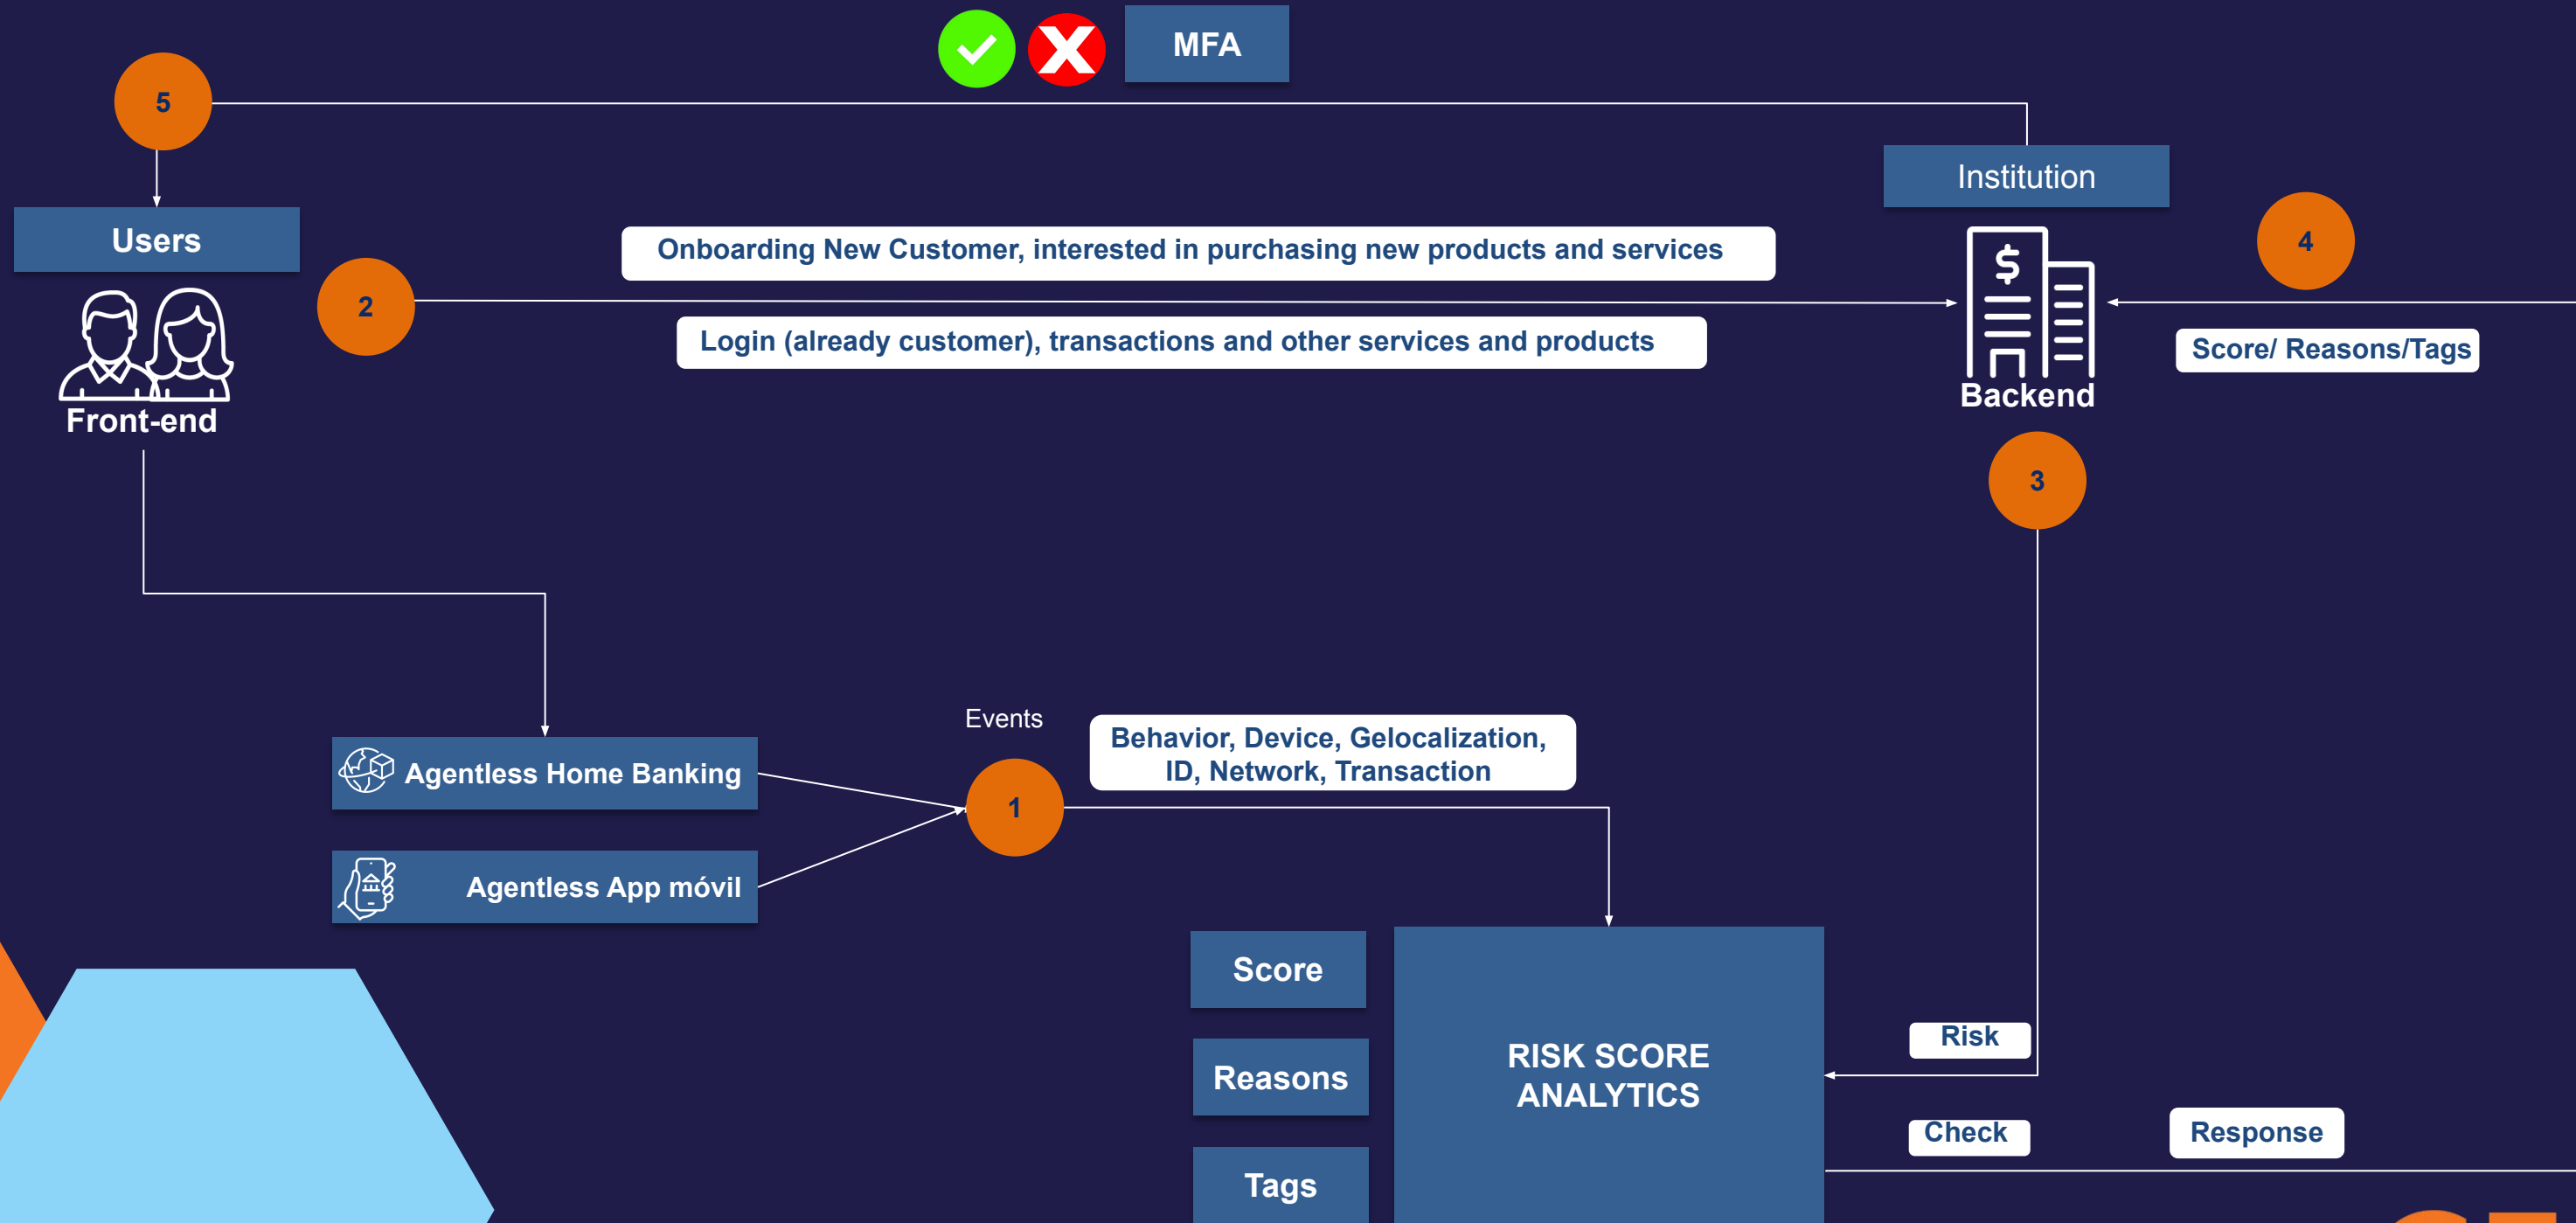 MFA
5
Institution
Users
4
Onboarding New Customer, interested in purchasing new products and services
2
$
Login (already customer), transactions and other services and products
Score/ Reasons/Tags
Backend
Front-end
3
Events
Behavior, Device, Gelocalization,
ID, Network, Transaction
Agentless Home Banking
1
Agentless App móvil
Score
Risk
RISK SCORE
ANALYTICS
Reasons
Check
Response
Tags